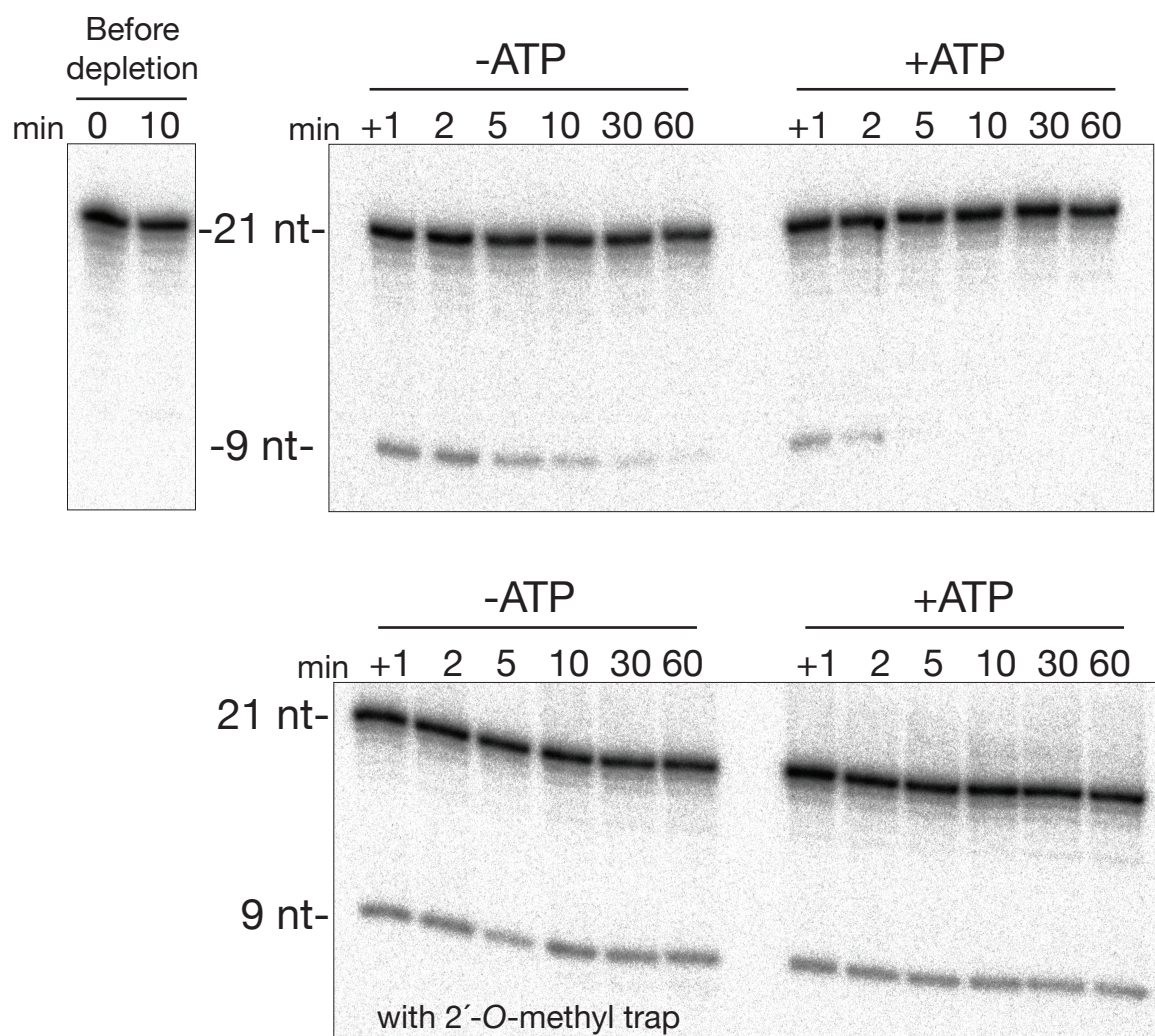 Before
depletion
-ATP
+ATP
min 0 10
min +1 2 5 10 30 60
+1 2 5 10 30 60
-21 nt-
-9 nt-
-ATP
+ATP
min +1 2 5 10 30 60
+1 2 5 10 30 60
21 nt-
9 nt-
with 2´-O-methyl trap